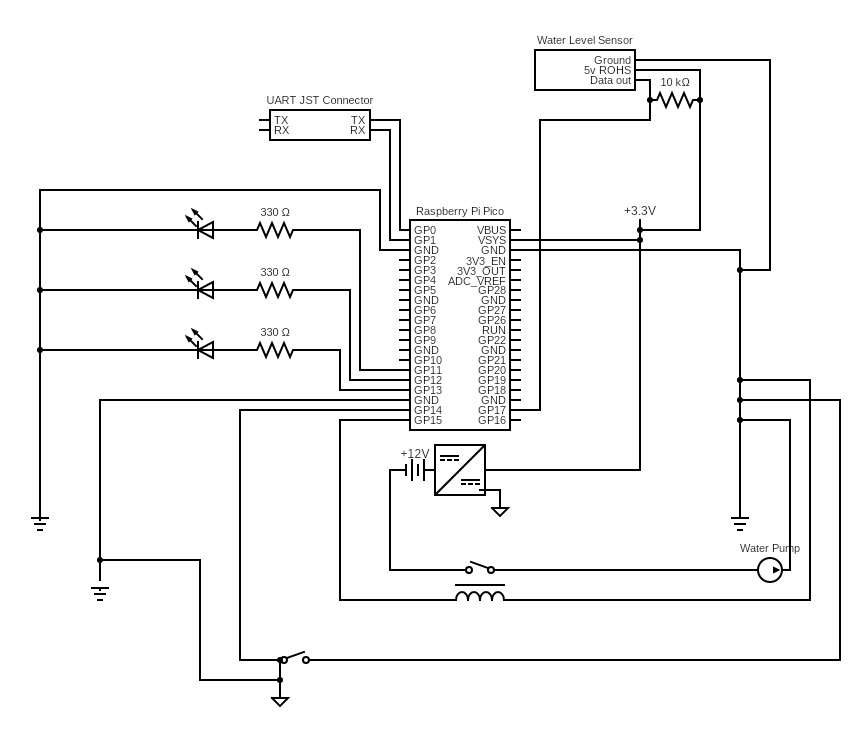 Water Level Sensor
Ground
5v ROHS
Data out
10 kΩ
UART JST Connector
TX TX
RX RX
Raspberry Pi Pico
+3.3V
330 Ω
330 Ω
330 Ω
GP0 VBUS
GP1 VSYS
GND GND
GP2 3V3_EN
GP3 3V3_OUT
GP4 ADC_VREF
GP5 GP28
GND GND
GP6 GP27
GP7 GP26
GP8 RUN
GP9 GP22
GND GND
GP10 GP21
GP11 GP20
GP12 GP19
GP13 GP18
GND GND
GP14 GP17
GP15 GP16
+12V
Water Pump